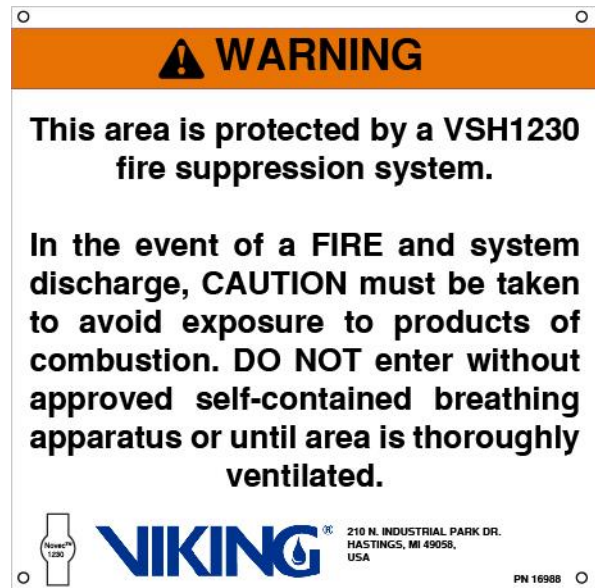 WARNING
This area is protected by a VSH1230
fire suppression system.
In the event of a FIRE and system
discharge, CAUTION must be taken
to avoid exposure to products of
combustion. DO NOT enter without
approved self-contained breathing
apparatus or until area is thoroughly
ventilated.
Novec™
1230
VIKING®
210 N. INDUSTRIAL PARK DR.
HASTINGS, MI 49058,
USA
PN 16988